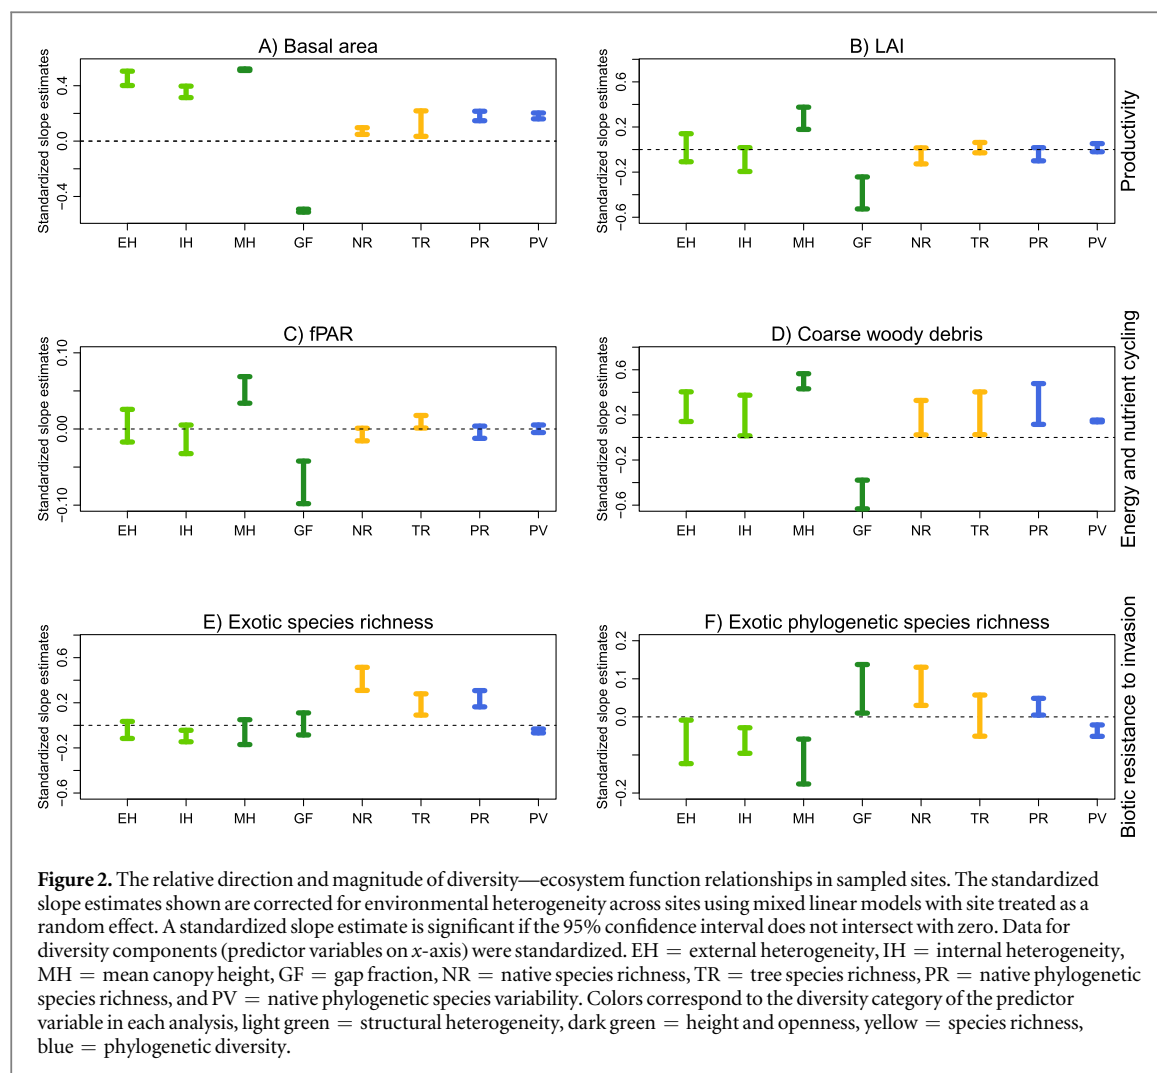 A) Basal area
B) LAI
Standardized slope estimates
0.4
0.0
−0.4
EH IH MH GF NR TR PR PV
Standardized slope estimates
0.6
0.2
−0.2
−0.6
EH IH MH GF NR TR PR PV
Productivity
C) fPAR
D) Coarse woody debris
Standardized slope estimates
0.10
0.00
−0.10
EH IH MH GF NR TR PR PV
Standardized slope estimates
0.6
0.2
−0.2
−0.6
EH IH MH GF NR TR PR PV
Energy and nutrient cycling
E) Exotic species richness
F) Exotic phylogenetic species richness
Standardized slope estimates
0.6
0.2
−0.2
−0.6
EH IH MH GF NR TR PR PV
Standardized slope estimates
0.2
0.1
0.0
−0.2
EH IH MH GF NR TR PR PV
Biotic resistance to invasion
Figure 2. The relative direction and magnitude of diversity—ecosystem function relationships in sampled sites. The standardized
slope estimates shown are corrected for environmental heterogeneity across sites using mixed linear models with site treated as a
random effect. A standardized slope estimate is significant if the 95% confidence interval does not intersect with zero. Data for
diversity components (predictor variables on x-axis) were standardized. EH = external heterogeneity, IH = internal heterogeneity,
MH = mean canopy height, GF = gap fraction, NR = native species richness, TR = tree species richness, PR = native phylogenetic
species richness, and PV = native phylogenetic species variability. Colors correspond to the diversity category of the predictor
variable in each analysis, light green = structural heterogeneity, dark green = height and openness, yellow = species richness,
blue = phylogenetic diversity.